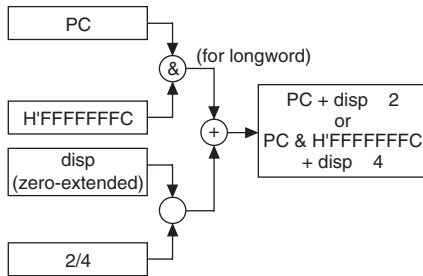 PC
(for longword)
&
H'FFFFFFFC
+
PC + disp 2
or
PC & H'FFFFFFFC
+ disp 4
disp
(zero-extended)
2/4